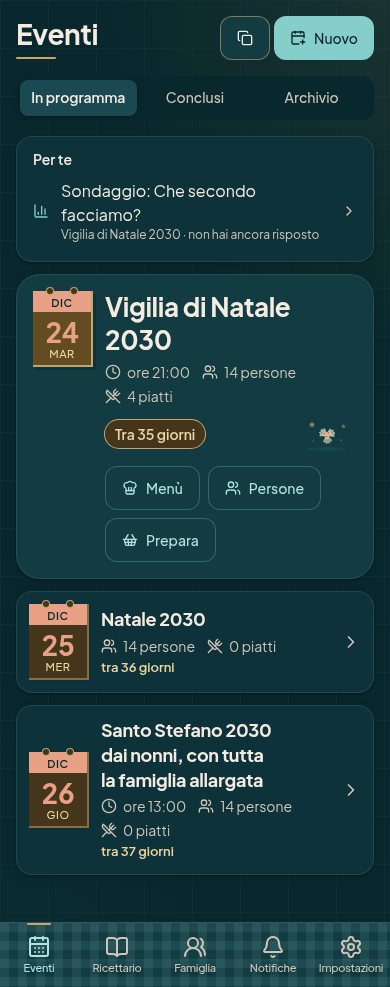 Eventi
Nuovo
In programma
Conclusi
Archivio
Per te
Sondaggio: Che secondo
facciamo?
Vigilia di Natale 2030 · non hai ancora risposto
DIC
24
MAR
Vigilia di Natale
2030
ore 21:00 14 persone
4 piatti
Tra 35 giorni
Menù
Persone
Prepara
DIC
25
MER
Natale 2030
14 persone 0 piatti
tra 36 giorni
DIC
26
GIO
Santo Stefano 2030
dai nonni, con tutta
la famiglia allargata
ore 13:00 14 persone
0 piatti
tra 37 giorni
Eventi
Ricettario
Famiglia
Notifiche
Impostazioni